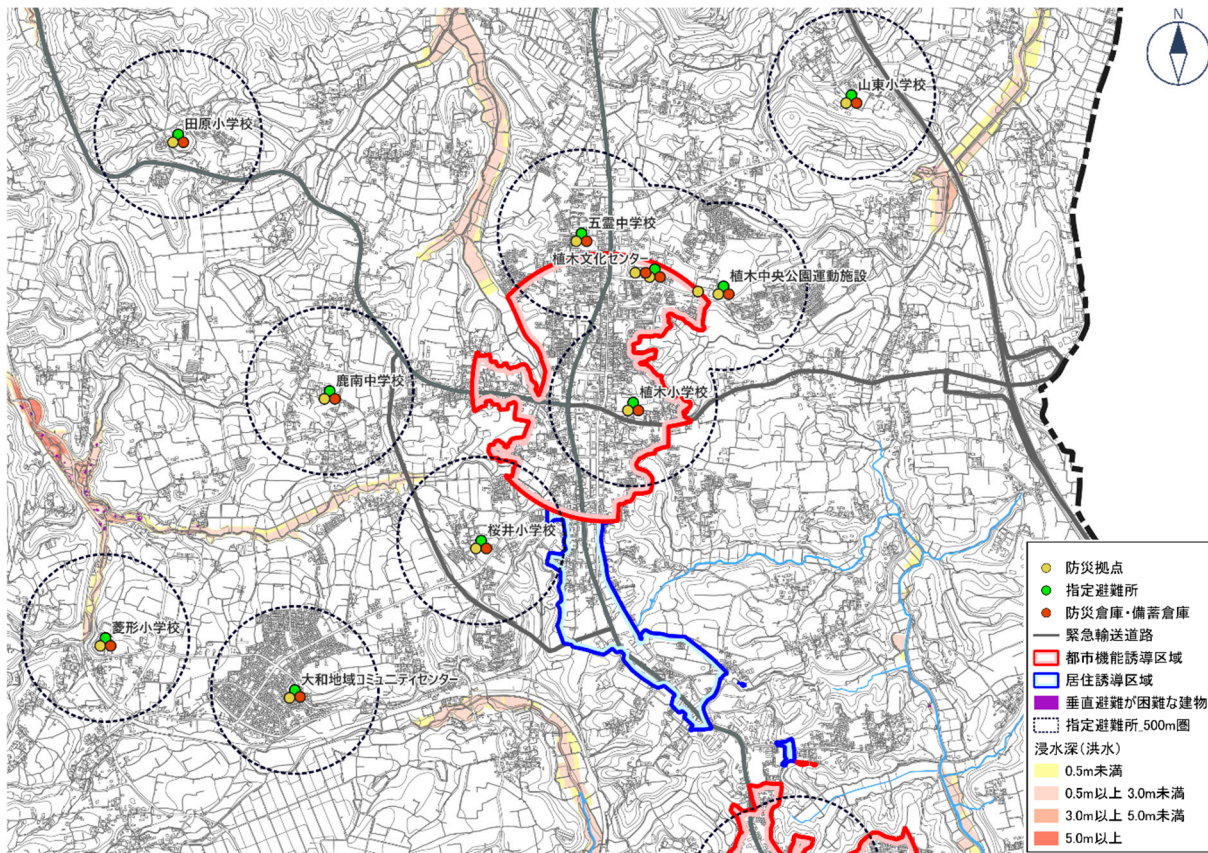 N
山東小学校
田原小学校
五霊中学校
植木文化センター
植木中央公園運動施設
鹿南中学校
植木小学校
桜井小学校
菱形小学校
大和地域コミュニティセンター
防災拠点
指定避難所
防災倉庫・備蓄倉庫
緊急輸送道路
都市機能誘導区域
居住誘導区域
垂直避難が困難な建物
指定避難所_500m圏
浸水深(洪水)
0.5m未満
0.5m以上 3.0m未満
3.0m以上 5.0m未満
5.0m以上